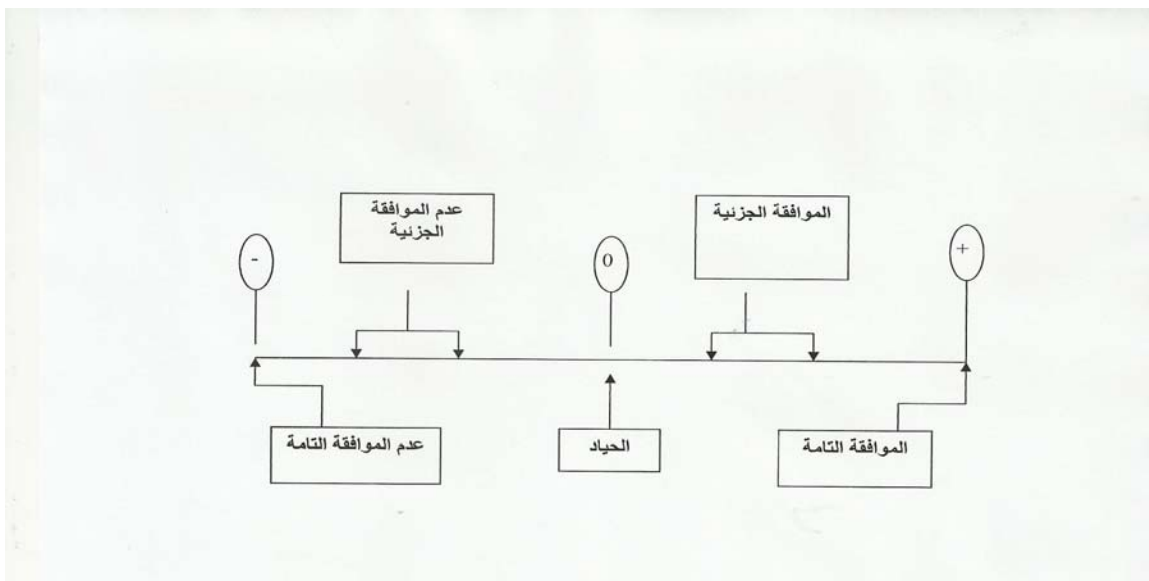 الموافقة الجزئية
عدم الموافقة
الجزئية
+
0
-
الموافقة التامة
الحياد
عدم الموافقة التامة